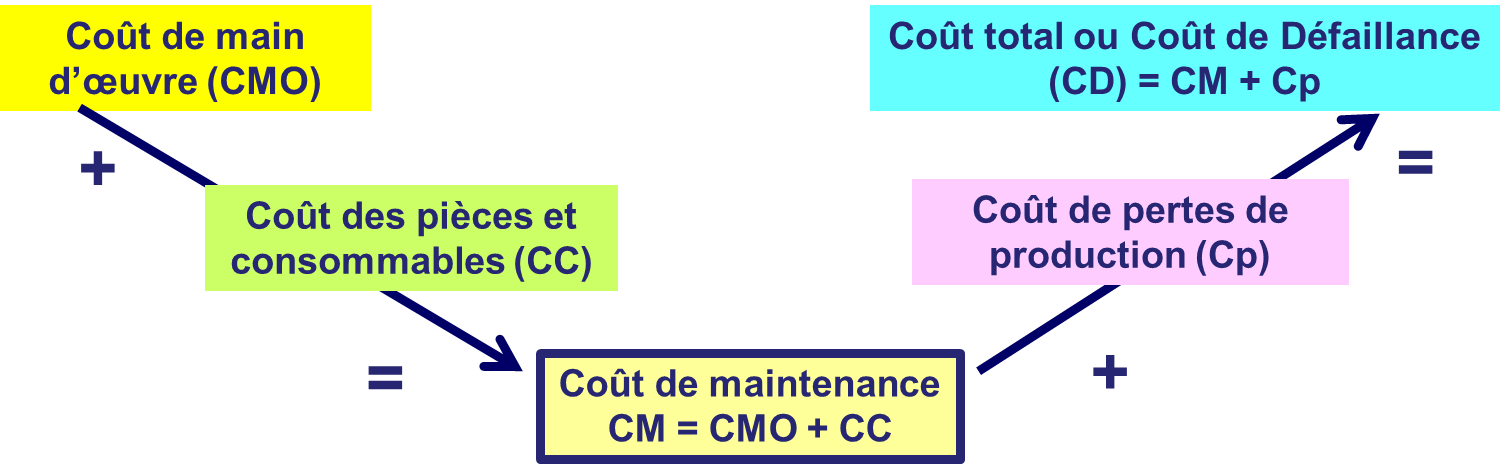 Coût de main
d’œuvre (CMO)
+
Coût des pièces et
consommables (CC)
=
Coût de maintenance
CM = CMO + CC
+
Coût de pertes de
production (Cp)
=
Coût total ou Coût de Défaillance
(CD) = CM + Cp